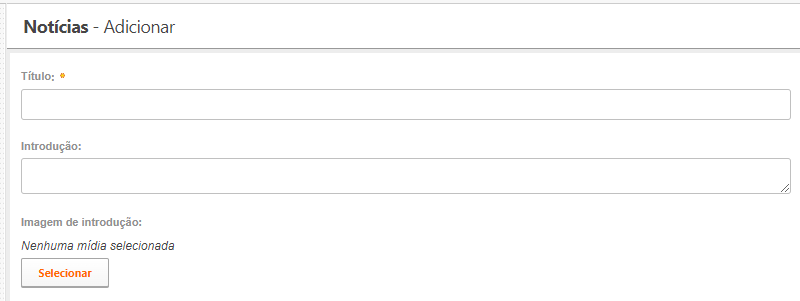 Notícias - Adicionar
Título: *
Introdução:
Imagem de introdução:
Nenhuma mídia selecionada
Selecionar